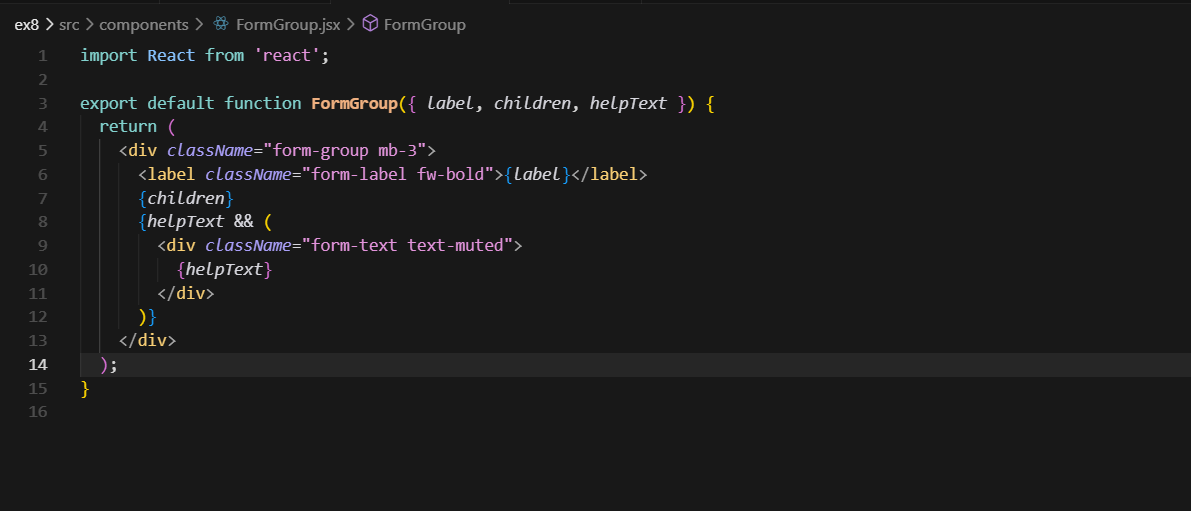 ex8 > src > components > FormGroup.jsx > FormGroup
1 import React from 'react';
2
3 export default function FormGroup({ label, children, helpText }) {
4   return (
5     <div className="form-group mb-3">
6       <label className="form-label fw-bold">{label}</label>
7       {children}
8       {helpText && (
9         <div className="form-text text-muted">
10           {helpText}
11         </div>
12       )}
13     </div>
14   );
15 }
16